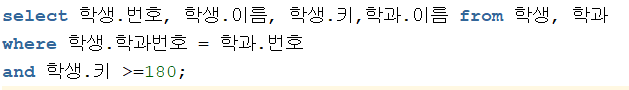 select 학생.번호, 학생.이름, 학생.키,학과.이름 from 학생, 학과
where 학생.학과번호 = 학과.번호
and 학생.키 >=180;